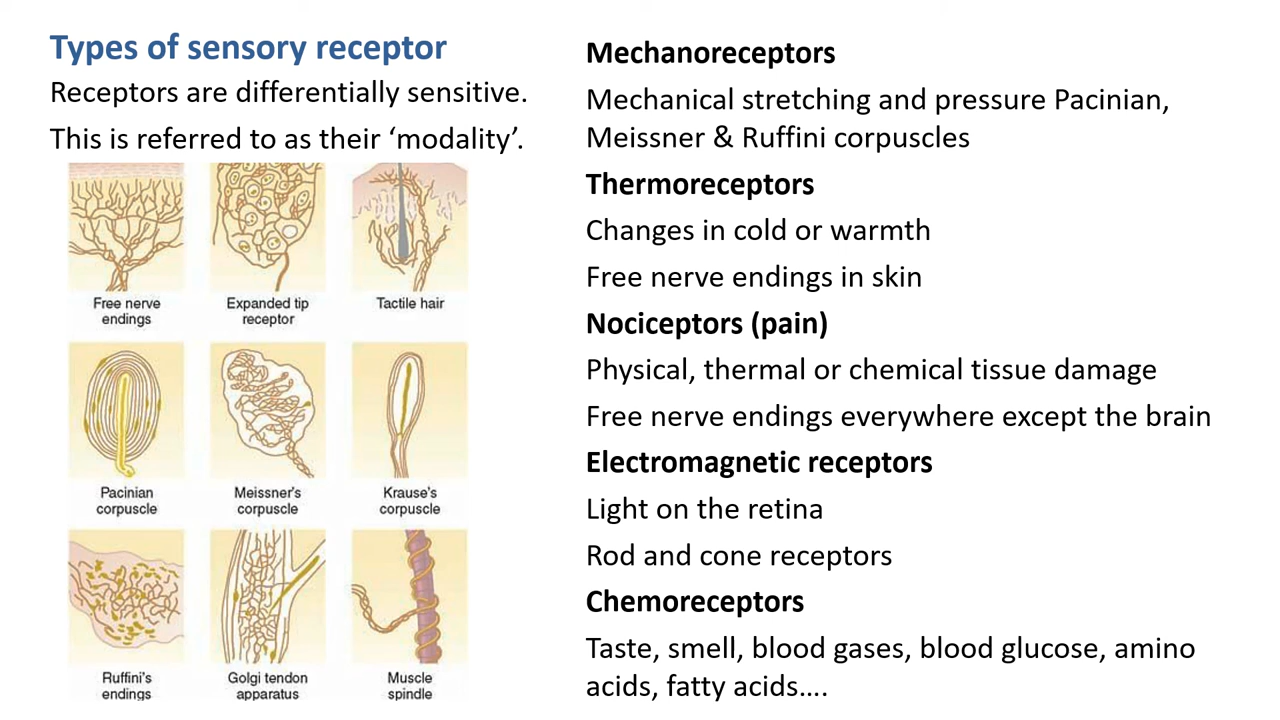 Types of sensory receptor
Receptors are differentially sensitive.
This is referred to as their ‘modality’.
Free nerve
endings
Expanded tip
receptor
Tactile hair
Pacinian
corpuscle
Meissner's
corpuscle
Krause's
corpuscle
Ruffini's
endings
Golgi tendon
apparatus
Muscle
spindle
Mechanoreceptors
Mechanical stretching and pressure Pacinian,
Meissner & Ruffini corpuscles
Thermoreceptors
Changes in cold or warmth
Free nerve endings in skin
Nociceptors (pain)
Physical, thermal or chemical tissue damage
Free nerve endings everywhere except the brain
Electromagnetic receptors
Light on the retina
Rod and cone receptors
Chemoreceptors
Taste, smell, blood gases, blood glucose, amino
acids, fatty acids....